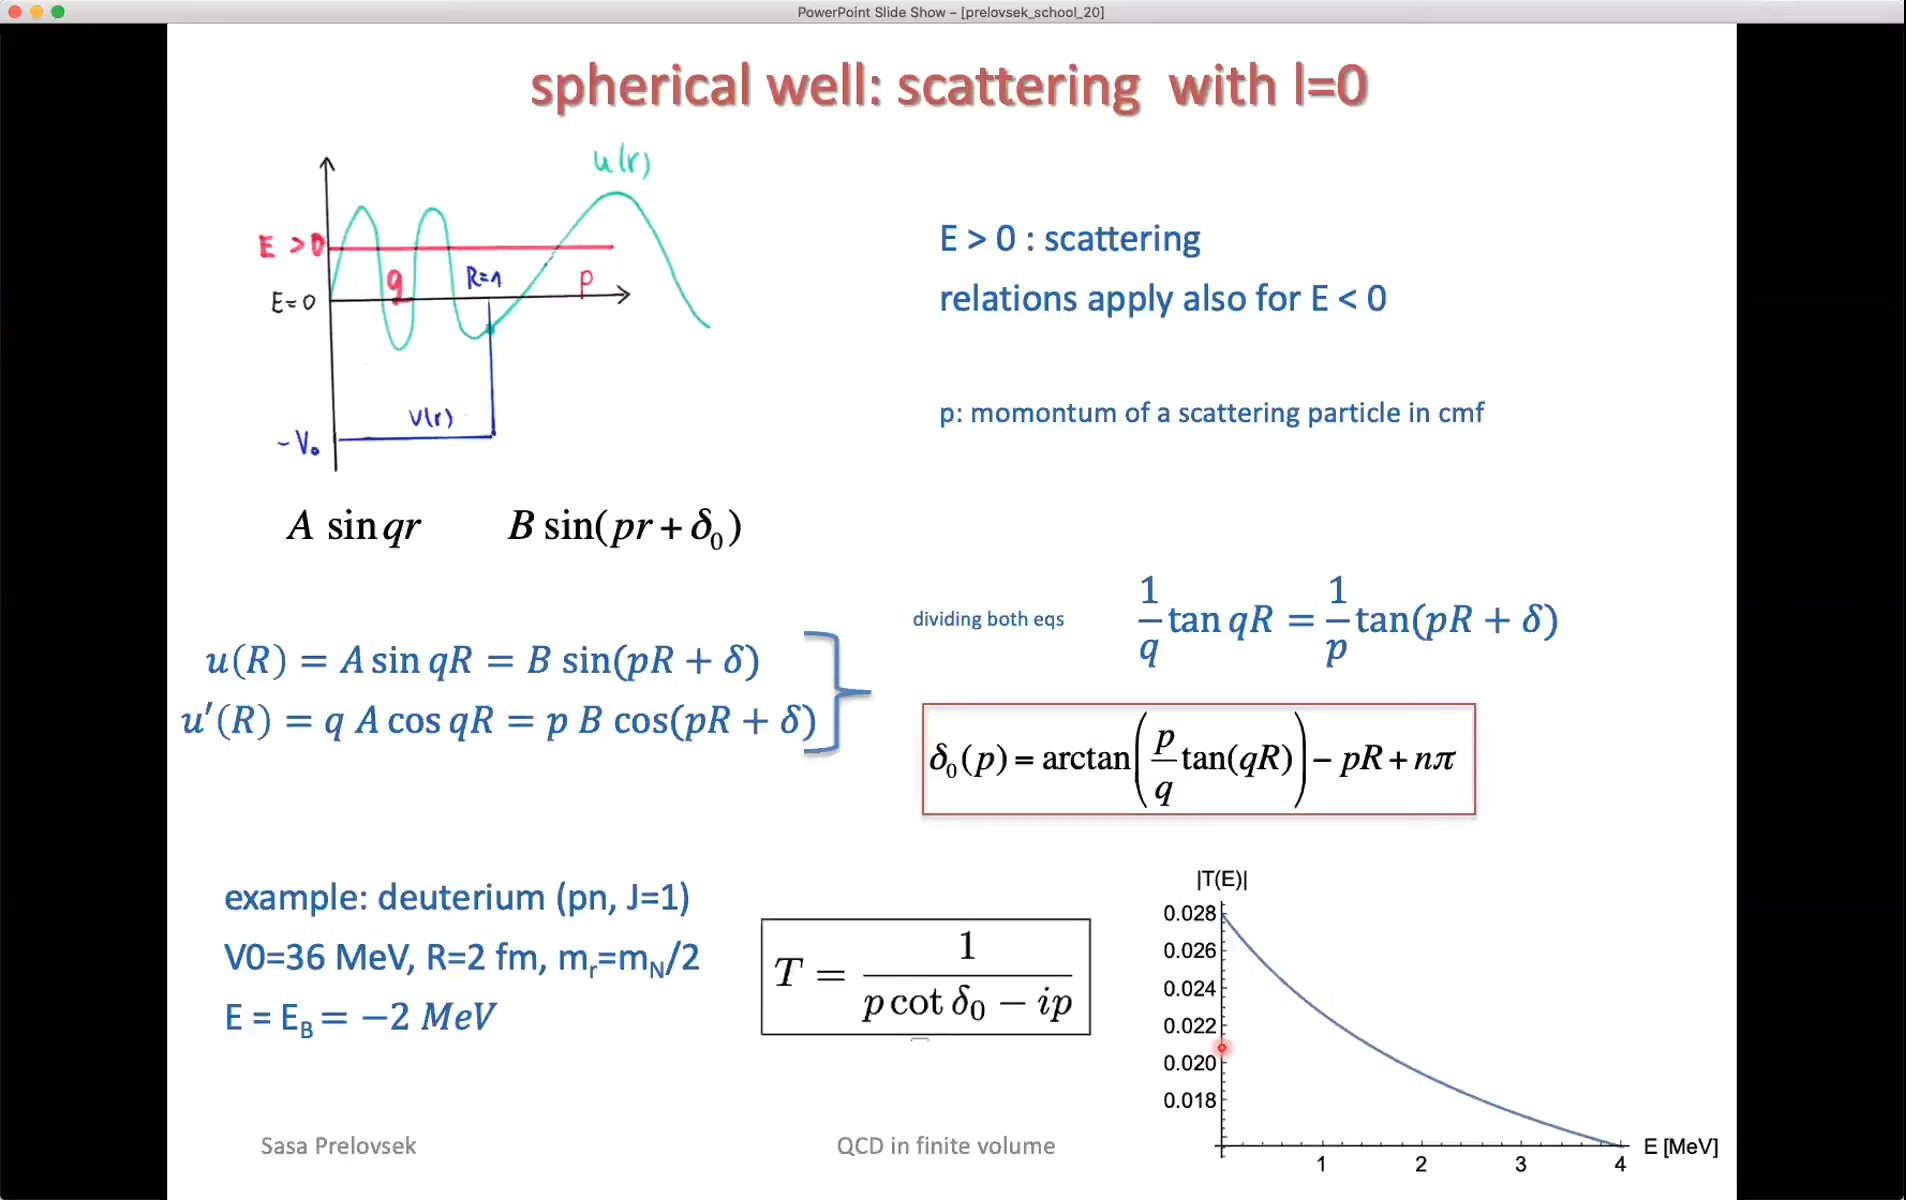 PowerPoint Slide Show – [prelovsek_school_20]
spherical well: scattering with l=0
u(r)
E > 0
q
R=1
p
E=0
V(r)
-V₀
E > 0 : scattering
relations apply also for E < 0
p: momontum of a scattering particle in cmf
A sin qr
B sin(pr + δ₀)
u(R) = A sin qR = B sin(pR + δ)
u′(R) = q A cos qR = p B cos(pR + δ)
dividing both eqs
1/q tan qR = 1/p tan(pR + δ)
δ₀(p) = arctan(p/q tan(qR)) − pR + nπ
example: deuterium (pn, J=1)
V0=36 MeV, R=2 fm, mᵣ=m_N/2
E = E_B = −2 MeV
T = 1/(p cot δ₀ − ip)
|T(E)|
0.028
0.026
0.024
0.022
0.020
0.018
1 2 3 4
E [MeV]
Sasa Prelovsek
QCD in finite volume